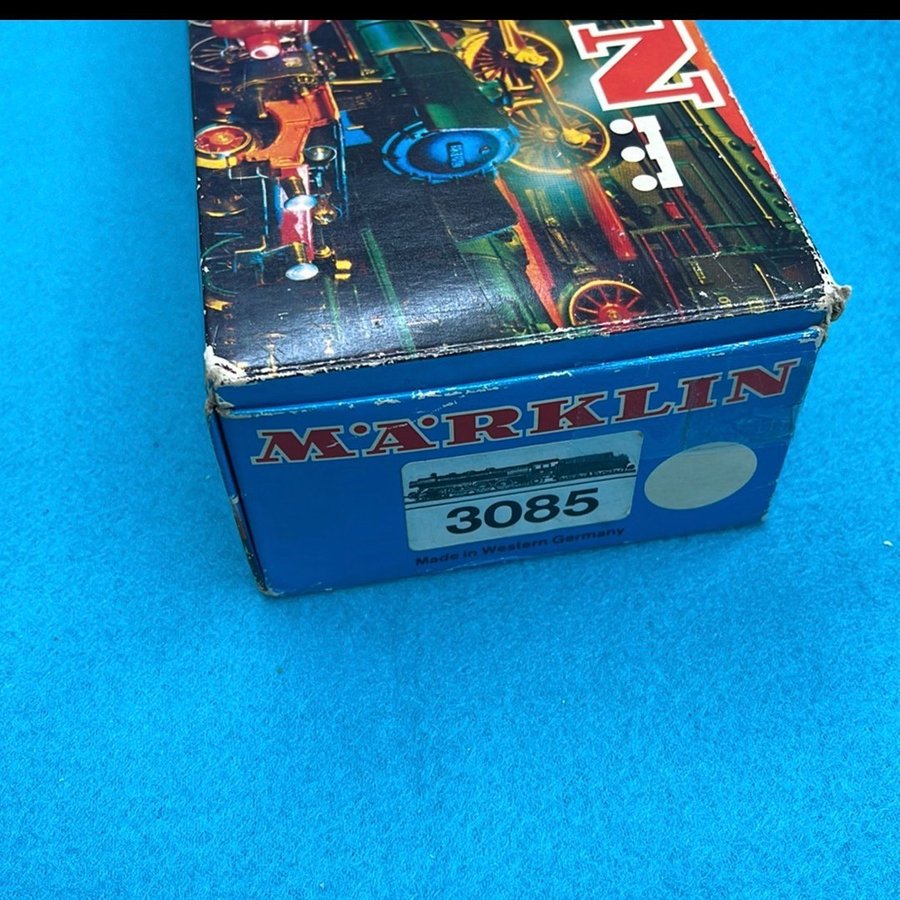 N
MÄRKLIN
3085
Made in Western Germany